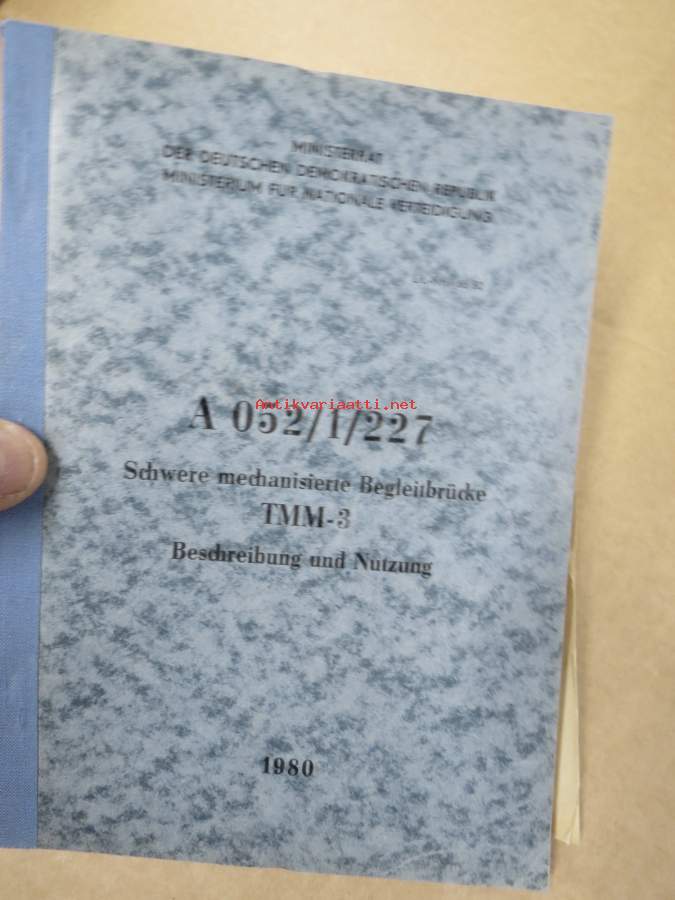 MINISTERRAT
DER DEUTSCHEN DEMOKRATISCHEN REPUBLIK
MINISTERIUM FÜR NATIONALE VERTEIDIGUNG
Antikvariaatti.net
A 052/1/227
Schwere mechanisierte Begleitbrücke
TMM-3
Beschreibung und Nutzung
1980